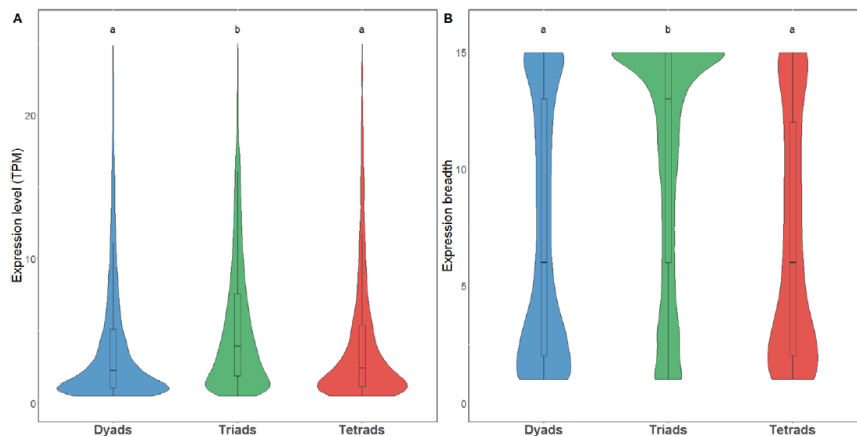 A
a
b
a
Expression level (TPM)
20
10
0
Dyads
Triads
Tetrads
B
a
b
a
Expression breadth
15
10
5
0
Dyads
Triads
Tetrads